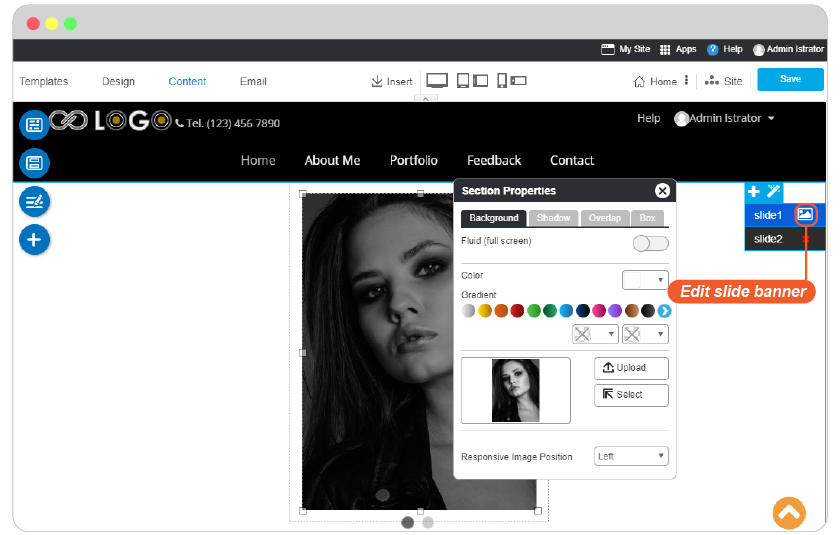 My Site Apps ? Help Admin Istrator
Templates Design Content Email Insert Home Site Save
LOGO Tel. (123) 456 7890 Help Admin Istrator
Home About Me Portfolio Feedback Contact
Section Properties
Background Shadow Overlap Box
Fluid (full screen)
Color
Gradient
Upload
Select
Responsive Image Position Left
slide1
slide2
Edit slide banner